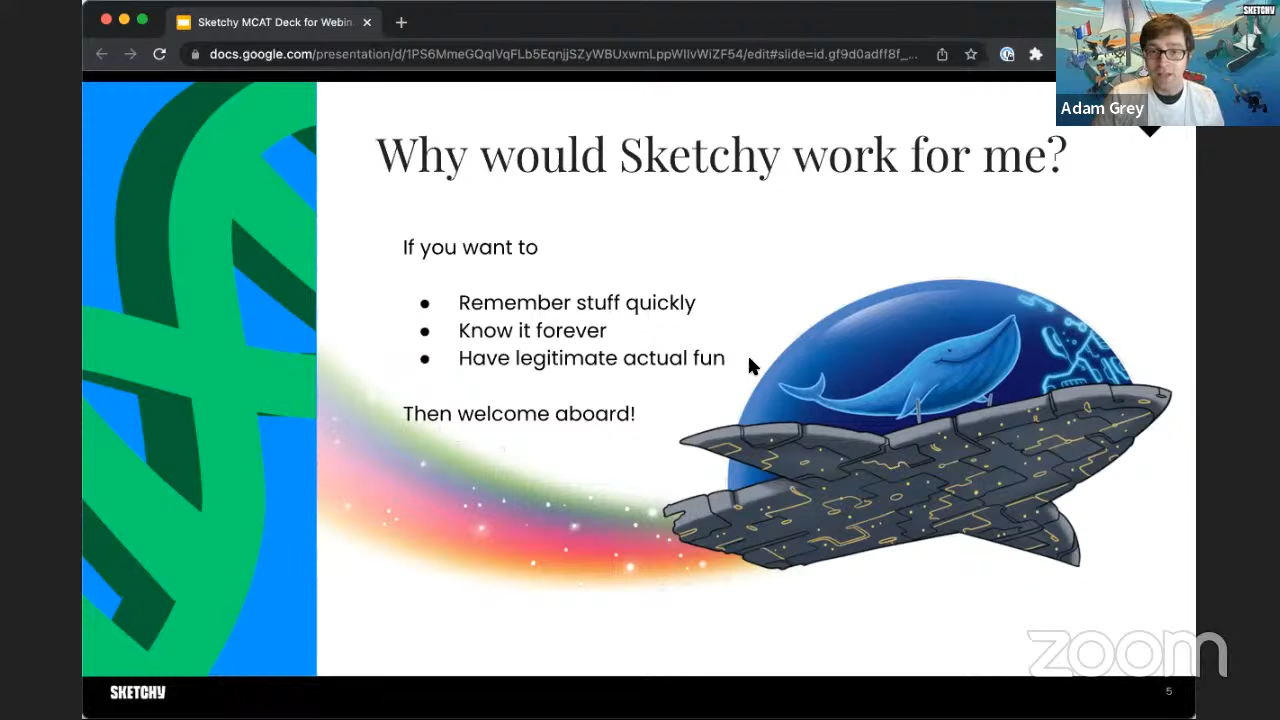 Sketchy MCAT Deck for Webin
docs.google.com/presentation/d/1PS6MmeGOqlVqFLb5EqnjjSZyWBUxwmLppWIlvWiZF54/edit#slide=id.gf9d0adff8f_...
SKETCHY
Adam Grey
Why would Sketchy work for me?
If you want to
● Remember stuff quickly
● Know it forever
● Have legitimate actual fun
Then welcome aboard!
zoom
SKETCHY
5